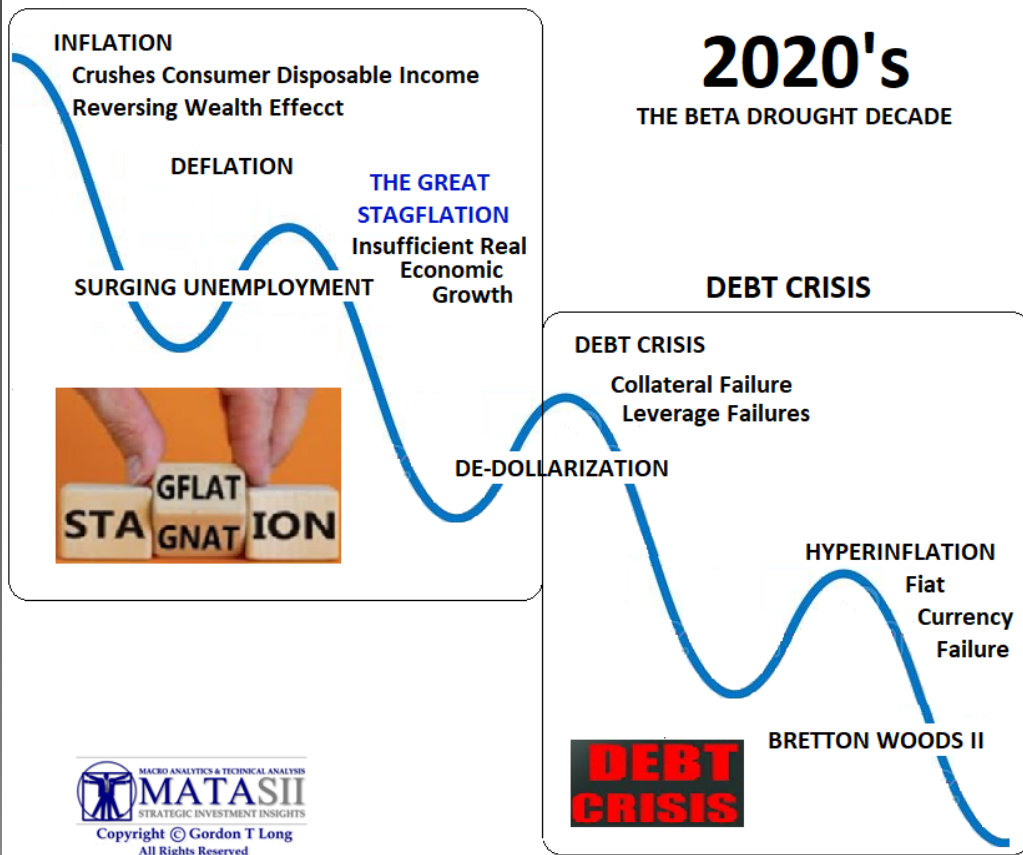 INFLATION
Crushes Consumer Disposable Income
Reversing Wealth Effecct
DEFLATION
THE GREAT
STAGFLATION
Insufficient Real
Economic
Growth
SURGING UNEMPLOYMENT
2020's
THE BETA DROUGHT DECADE
GFLAT
STA GNAT ION
DEBT CRISIS
DEBT CRISIS
Collateral Failure
Leverage Failures
DE-DOLLARIZATION
HYPERINFLATION
Fiat
Currency
Failure
BRETTON WOODS II
DEBT
CRISIS
MACRO ANALYTICS & TECHNICAL ANALYSIS
MATASII
STRATEGIC INVESTMENT INSIGHTS
Copyright © Gordon T Long
All Rights Reserved